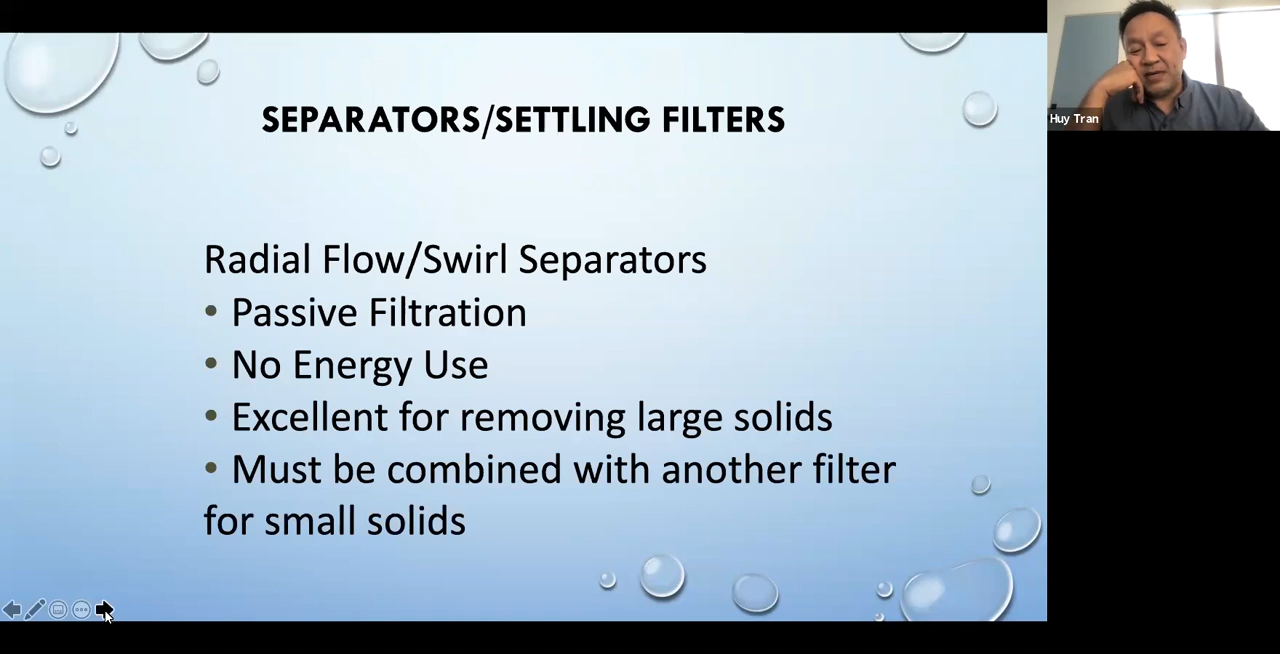 SEPARATORS/SETTLING FILTERS
Huy Tran
Radial Flow/Swirl Separators
• Passive Filtration
• No Energy Use
• Excellent for removing large solids
• Must be combined with another filter
for small solids